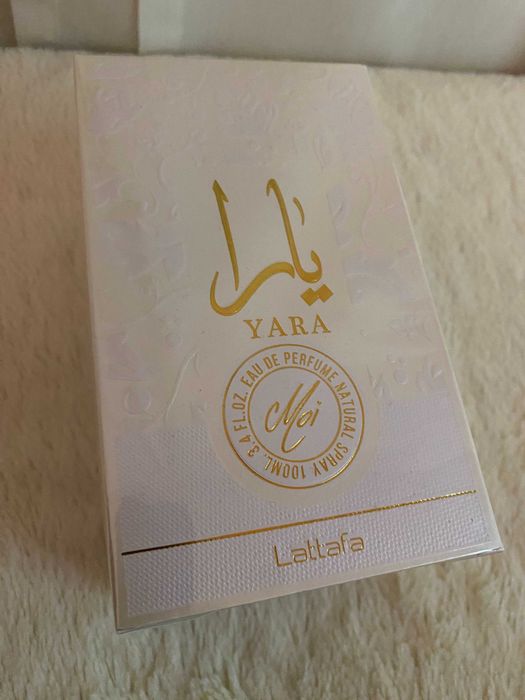 يارا
YARA
EAU DE PERFUME NATURAL SPRAY 100ML. 3.4 FL.OZ.
Moi
Lattafa